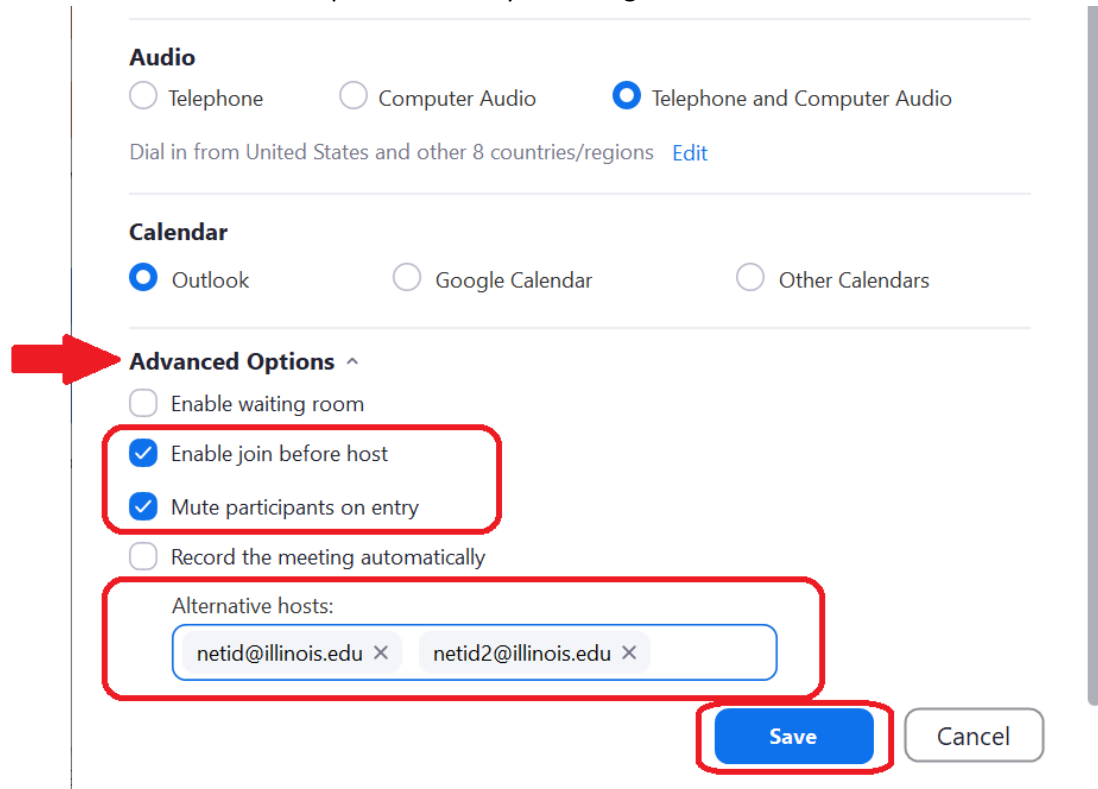 Audio
Telephone Computer Audio Telephone and Computer Audio
Dial in from United States and other 8 countries/regions Edit
Calendar
Outlook Google Calendar Other Calendars
Advanced Options
Enable waiting room
Enable join before host
Mute participants on entry
Record the meeting automatically
Alternative hosts:
netid@illinois.edu × netid2@illinois.edu ×
Save Cancel